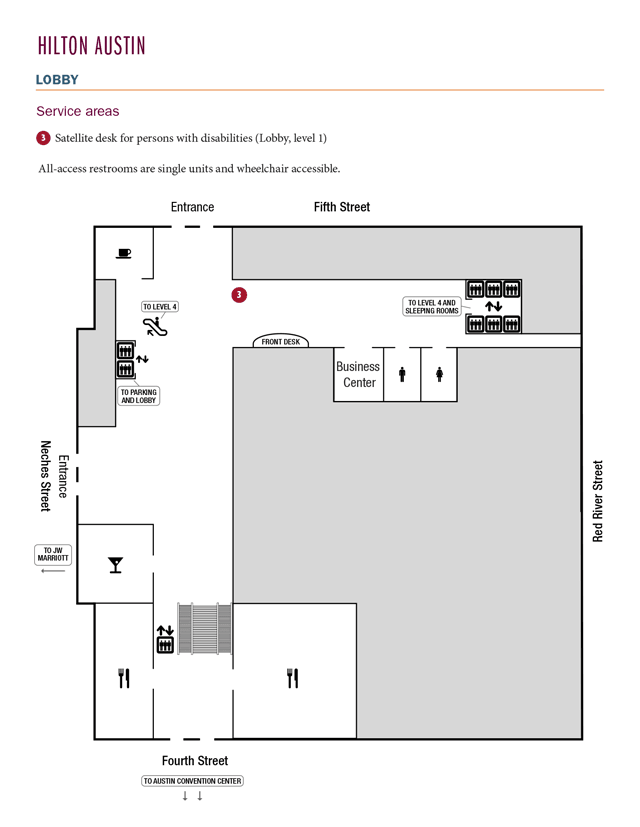 HILTON AUSTIN
LOBBY
Service areas
3 Satellite desk for persons with disabilities (Lobby, level 1)
All-access restrooms are single units and wheelchair accessible.
Entrance
Fifth Street
TO LEVEL 4
3
TO LEVEL 4 AND
SLEEPING ROOMS
FRONT DESK
Business
Center
TO PARKING
AND LOBBY
Entrance
Neches Street
Red River Street
TO JW
MARRIOTT
Fourth Street
TO AUSTIN CONVENTION CENTER